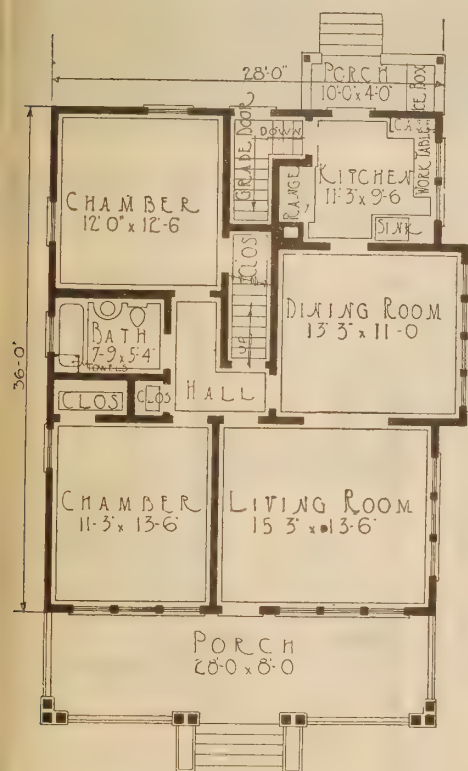 28'-0"
PORCH
10'-0" x 4'-0"
ICE BOX
GRADE DOOR
DOWN
KITCHEN
11'-3" x 9'-6
WORK TABLE
RANGE
SINK
CHAMBER
12'0" x 12'-6
CLOS
DINING ROOM
13'3" x 11'-0
BATH
7'-9 x 5'-4"
TOWELS
UP
36'-0"
HALL
CLOS
CLOS
CHAMBER
11'-3" x 13'-6"
LIVING ROOM
15'3" x 13'-6"
PORCH
28'-0 x 8'-0